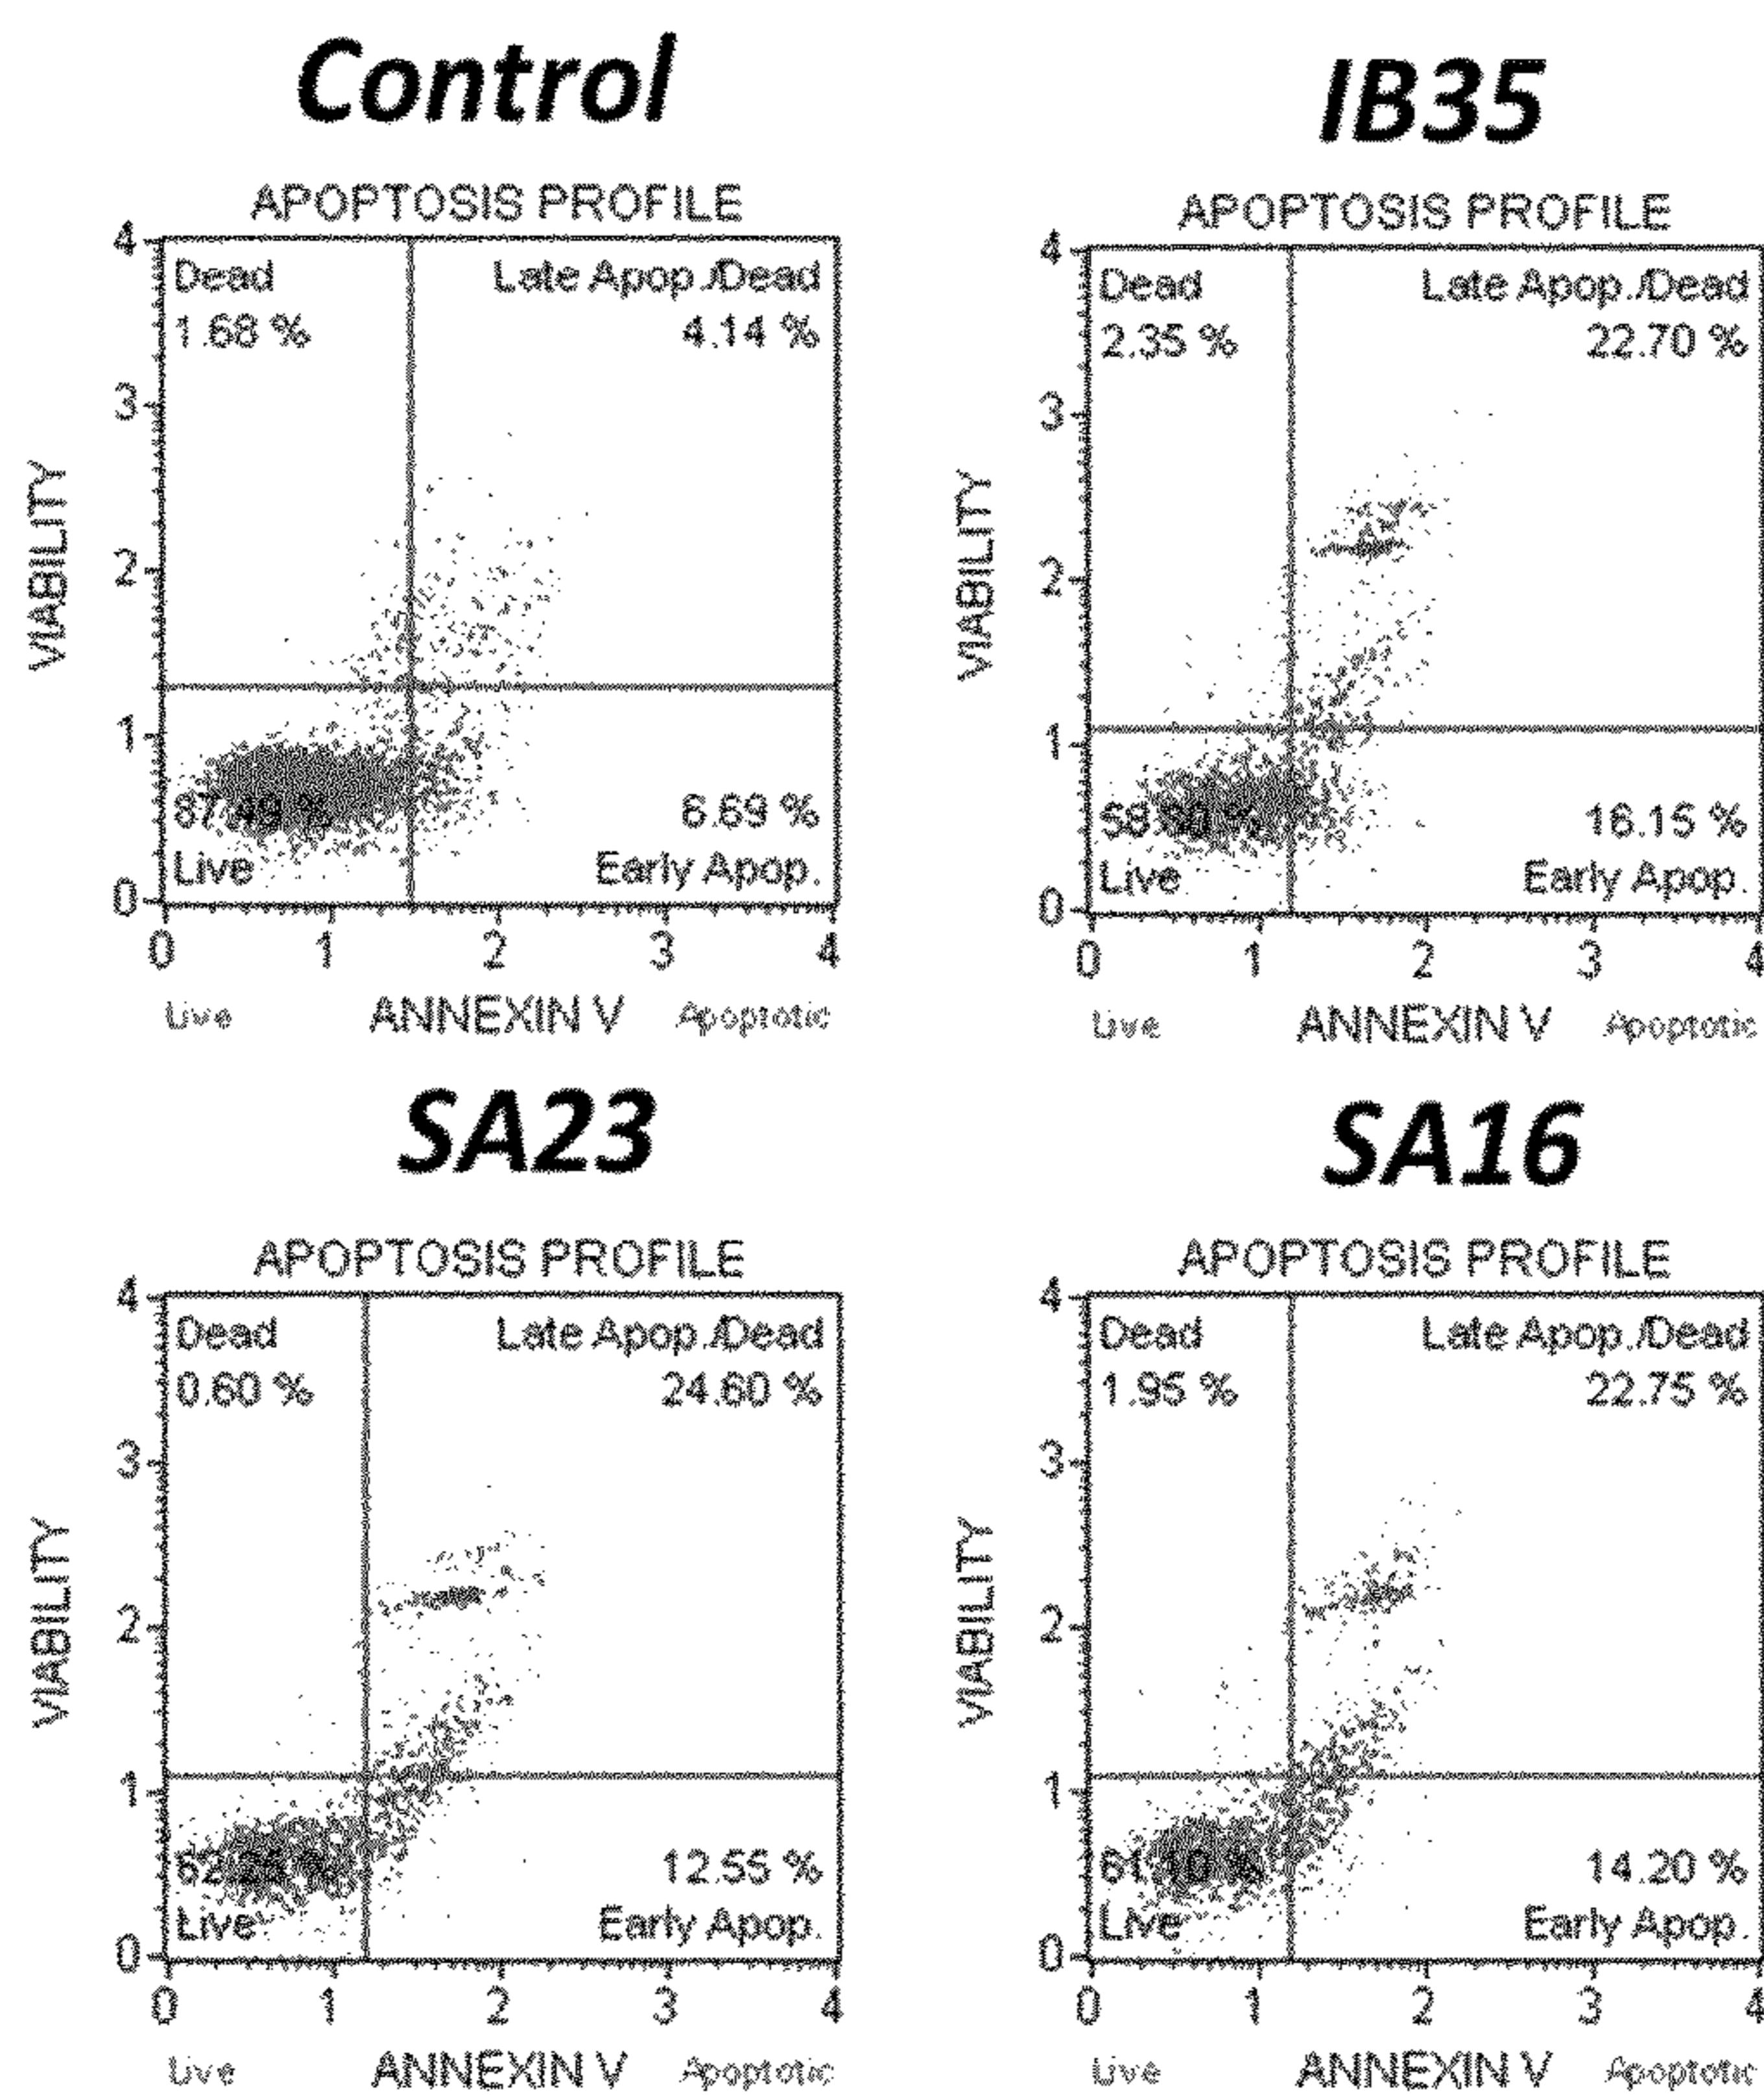 Control
APOPTOSIS PROFILE
4
Dead
Late Apop./Dead
1.68 %
4.14 %
3
VIABILITY
2
1
87.49 %
6.69 %
Live
Early Apop.
0
0 1 2 3 4
Live ANNEXIN V Apoptotic
IB35
APOPTOSIS PROFILE
4
Dead
Late Apop./Dead
2.35 %
22.70 %
3
VIABILITY
2
1
16.15 %
Live
Early Apop.
0
0 1 2 3 4
Live ANNEXIN V Apoptotic
SA23
APOPTOSIS PROFILE
4
Dead
Late Apop./Dead
0.60 %
24.60 %
3
VIABILITY
2
1
12.55 %
Live
Early Apop.
0
0 1 2 3 4
Live ANNEXIN V Apoptotic
SA16
APOPTOSIS PROFILE
4
Dead
Late Apop./Dead
1.95 %
22.75 %
3
VIABILITY
2
1
61.10 %
14.20 %
Live
Early Apop.
0
0 1 2 3 4
Live ANNEXIN V Apoptotic